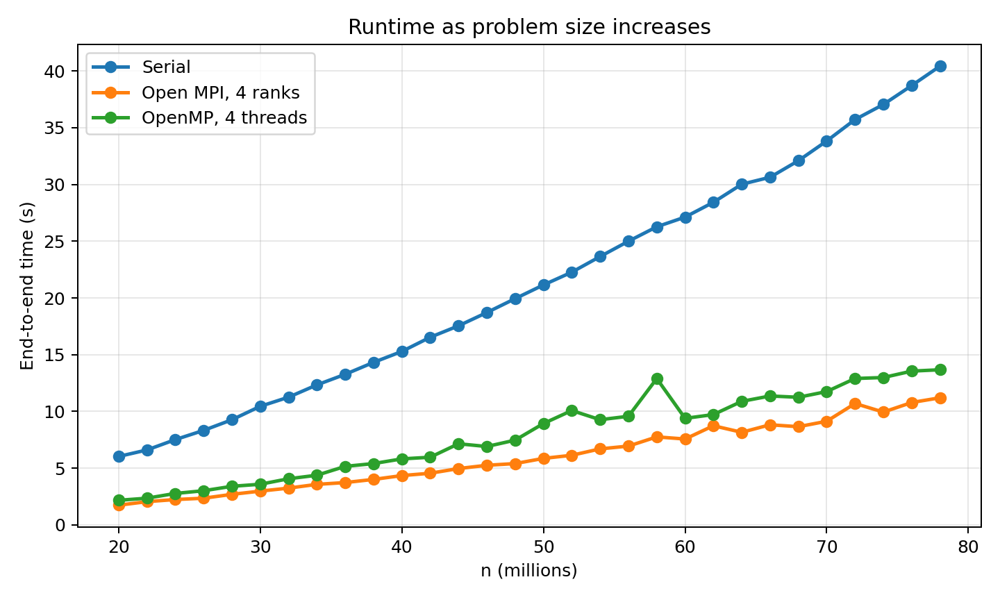 Runtime as problem size increases
Serial
Open MPI, 4 ranks
OpenMP, 4 threads
End-to-end time (s)
40
35
30
25
20
15
10
5
0
20
30
40
50
60
70
80
n (millions)